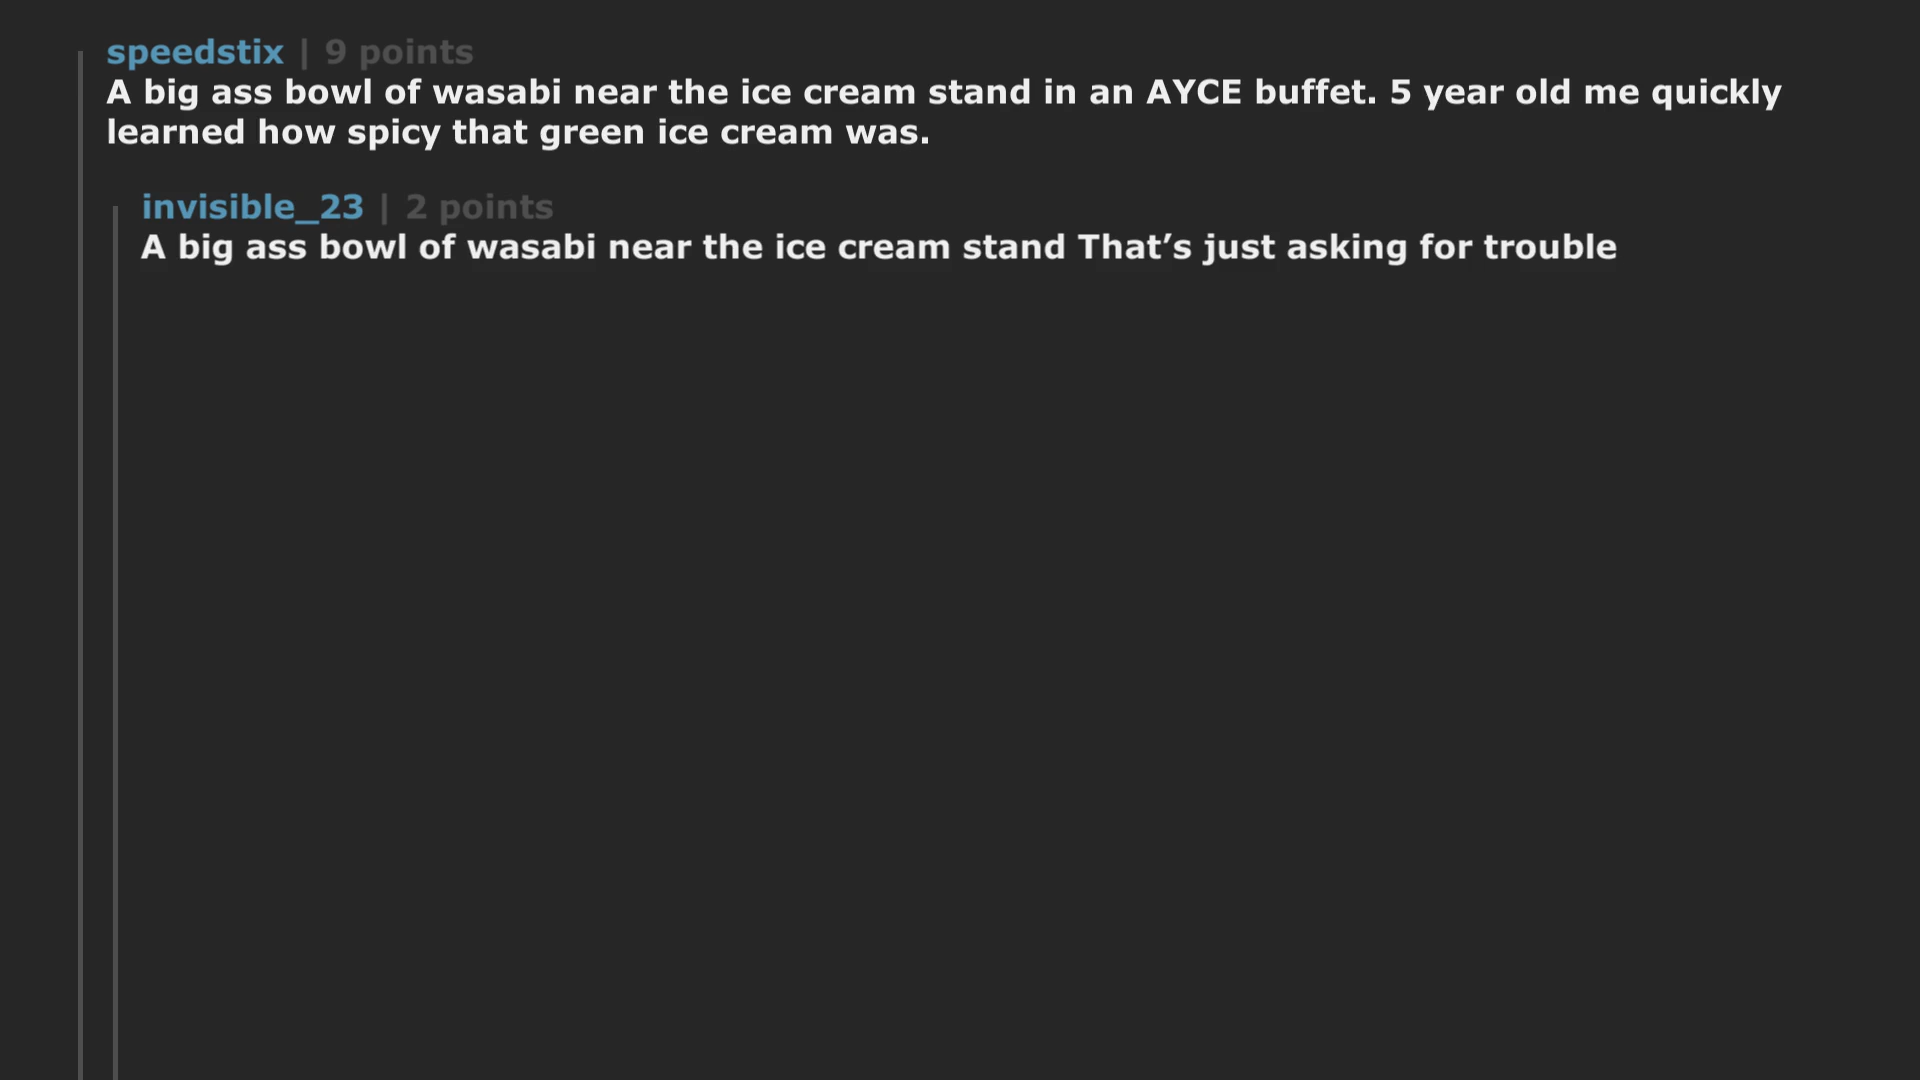 speedstix | 9 points
A big ass bowl of wasabi near the ice cream stand in an AYCE buffet. 5 year old me quickly
learned how spicy that green ice cream was.
invisible_23 | 2 points
A big ass bowl of wasabi near the ice cream stand That’s just asking for trouble